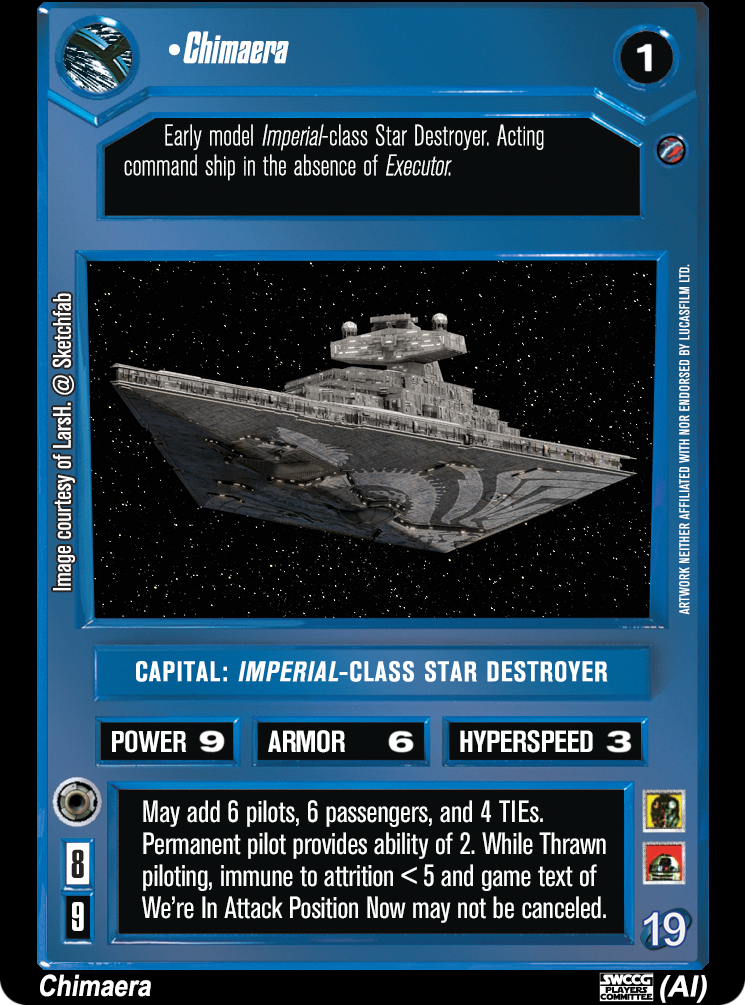 •Chimaera
1
Early model Imperial-class Star Destroyer. Acting
command ship in the absence of Executor.
Image courtesy of LarsH. @ Sketchfab
ARTWORK NEITHER AFFILIATED WITH NOR ENDORSED BY LUCASFILM LTD.
CAPITAL: IMPERIAL-CLASS STAR DESTROYER
POWER 9
ARMOR 6
HYPERSPEED 3
May add 6 pilots, 6 passengers, and 4 TIEs.
Permanent pilot provides ability of 2. While Thrawn
piloting, immune to attrition < 5 and game text of
We're In Attack Position Now may not be canceled.
8
9
19
Chimaera
SWCCG
PLAYERS
COMMITTEE
(AI)